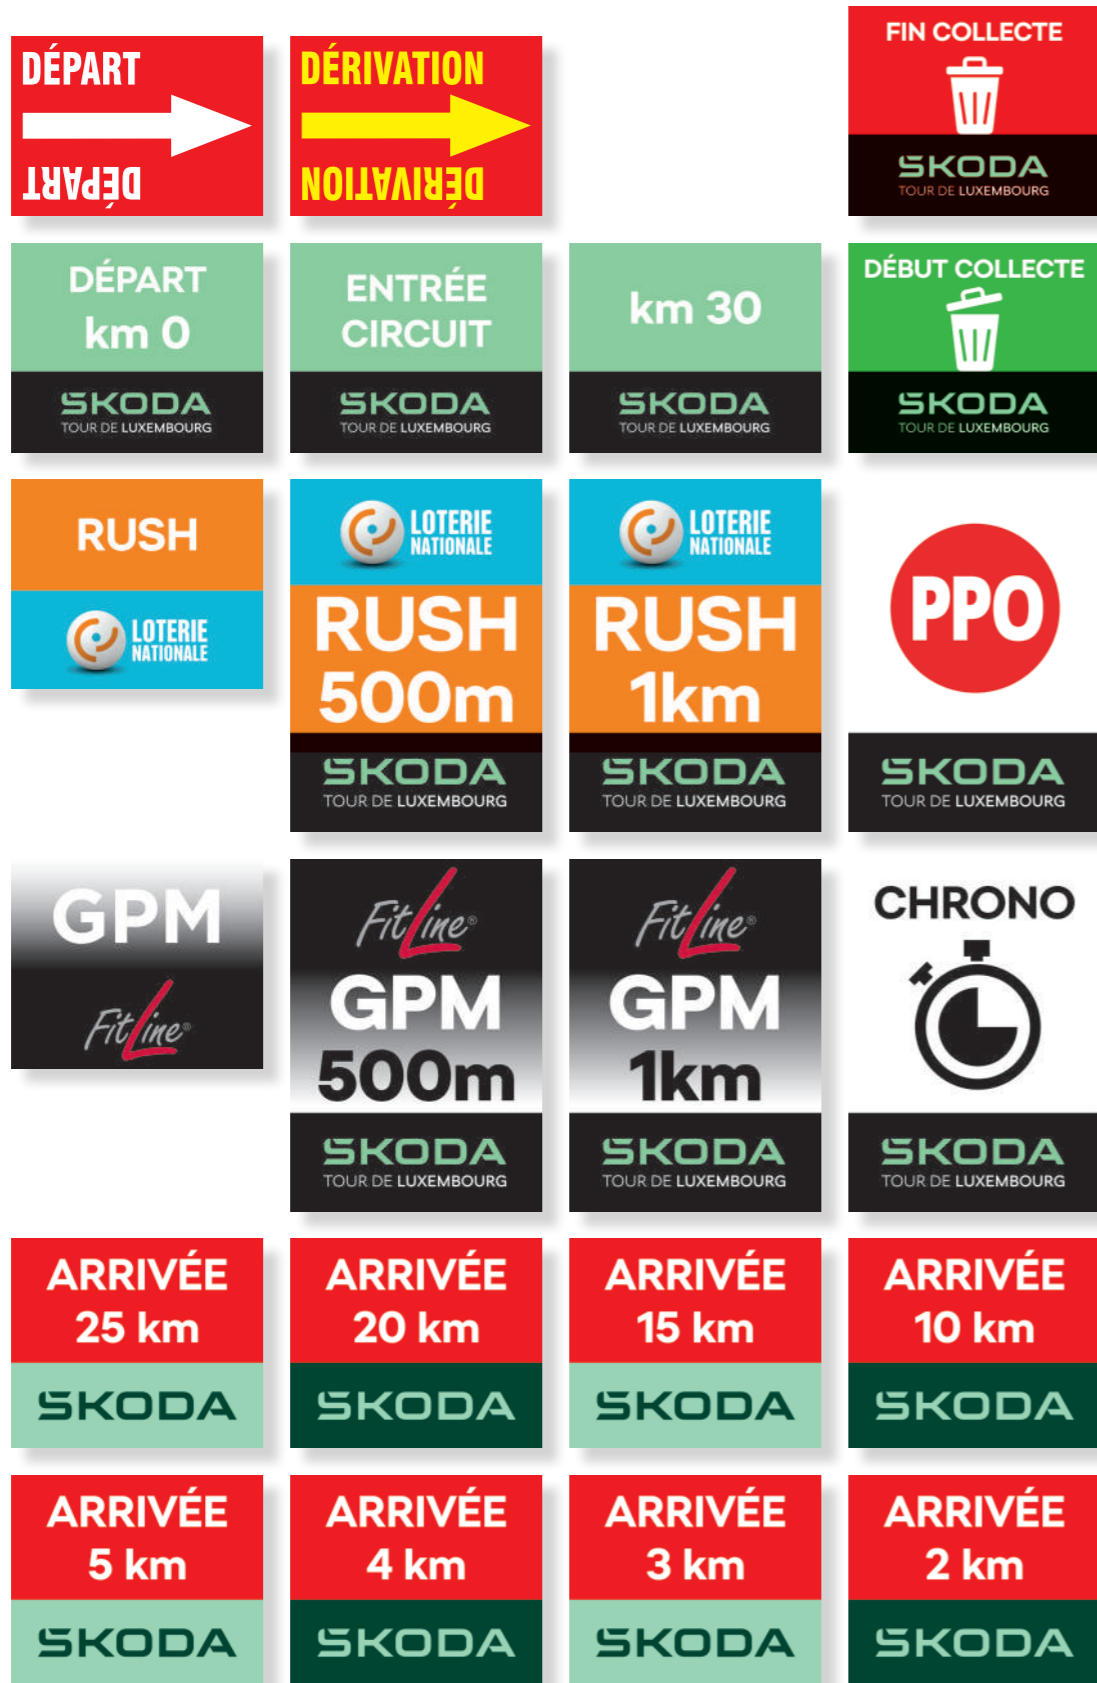 DÉPART
DÉPART
DÉRIVATION
DÉRIVATION
FIN COLLECTE
SKODA
TOUR DE LUXEMBOURG
DÉPART
km 0
SKODA
TOUR DE LUXEMBOURG
ENTRÉE
CIRCUIT
SKODA
TOUR DE LUXEMBOURG
km 30
SKODA
TOUR DE LUXEMBOURG
DÉBUT COLLECTE
SKODA
TOUR DE LUXEMBOURG
RUSH
LOTERIE
NATIONALE
LOTERIE
NATIONALE
RUSH
500m
SKODA
TOUR DE LUXEMBOURG
LOTERIE
NATIONALE
RUSH
1km
SKODA
TOUR DE LUXEMBOURG
PPO
SKODA
TOUR DE LUXEMBOURG
GPM
FitLine®
FitLine®
GPM
500m
SKODA
TOUR DE LUXEMBOURG
FitLine®
GPM
1km
SKODA
TOUR DE LUXEMBOURG
CHRONO
SKODA
TOUR DE LUXEMBOURG
ARRIVÉE
25 km
SKODA
ARRIVÉE
20 km
SKODA
ARRIVÉE
15 km
SKODA
ARRIVÉE
10 km
SKODA
ARRIVÉE
5 km
SKODA
ARRIVÉE
4 km
SKODA
ARRIVÉE
3 km
SKODA
ARRIVÉE
2 km
SKODA